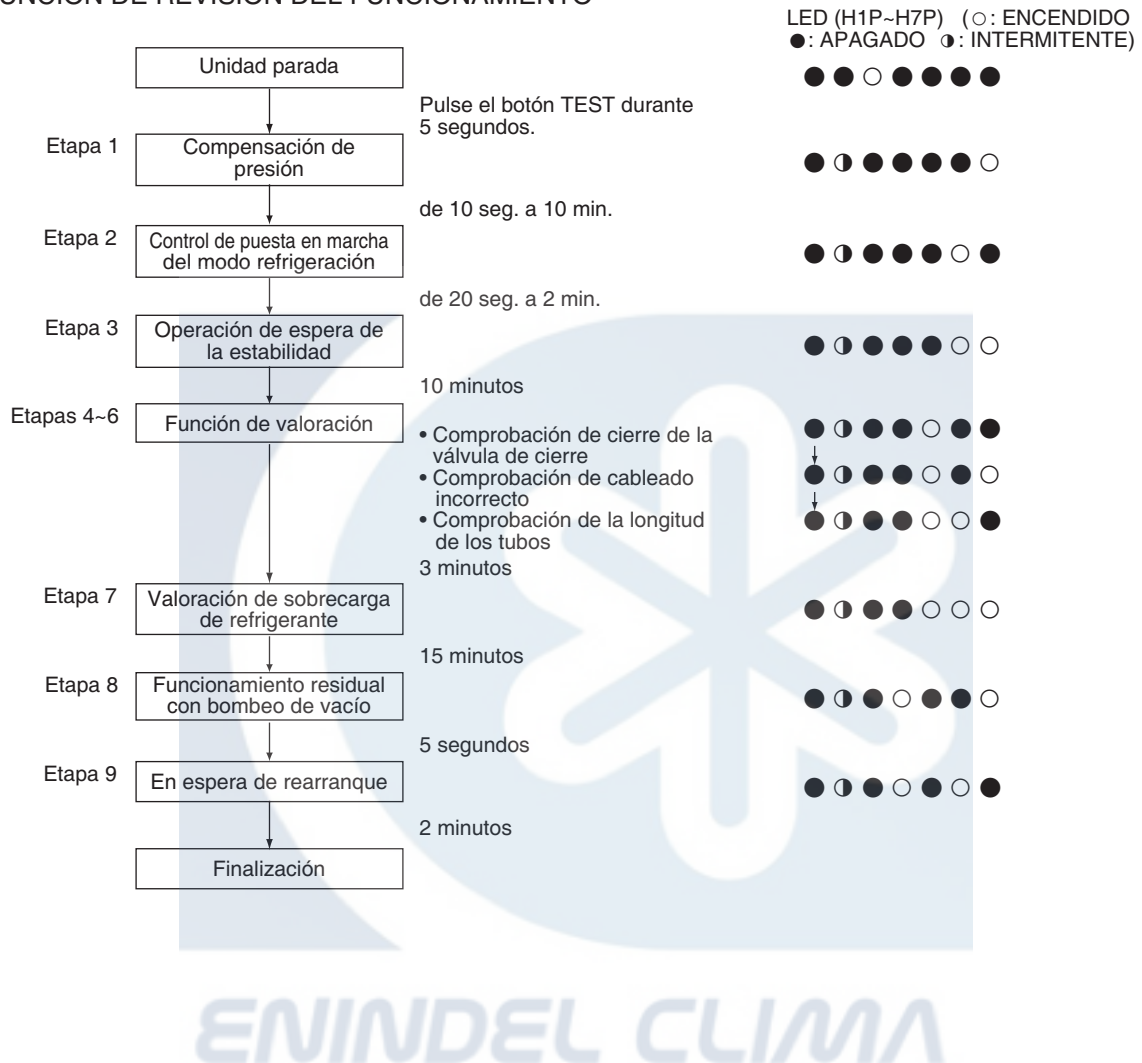 UNCIÓN DE REVISIÓN DEL FUNCIONAMIENTO
LED (H1P~H7P) (○: ENCENDIDO
●: APAGADO ◑: INTERMITENTE)
Unidad parada
●●○●●●●
Pulse el botón TEST durante
5 segundos.
Etapa 1
Compensación de
presión
●◑●●●●○
de 10 seg. a 10 min.
Etapa 2
Control de puesta en marcha
del modo refrigeración
●◑●●●○●
de 20 seg. a 2 min.
Etapa 3
Operación de espera de
la estabilidad
●◑●●●○○
10 minutos
Etapas 4~6
Función de valoración
• Comprobación de cierre de la
válvula de cierre
●◑●●○●●
• Comprobación de cableado
incorrecto
●◑●●○●○
• Comprobación de la longitud
de los tubos
●◑●●○○●
3 minutos
Etapa 7
Valoración de sobrecarga
de refrigerante
●◑●●○○○
15 minutos
Etapa 8
Funcionamiento residual
con bombeo de vacío
●◑●○●●○
5 segundos
Etapa 9
En espera de rearranque
●◑●○●○●
2 minutos
Finalización
ENINDEL CLIMA